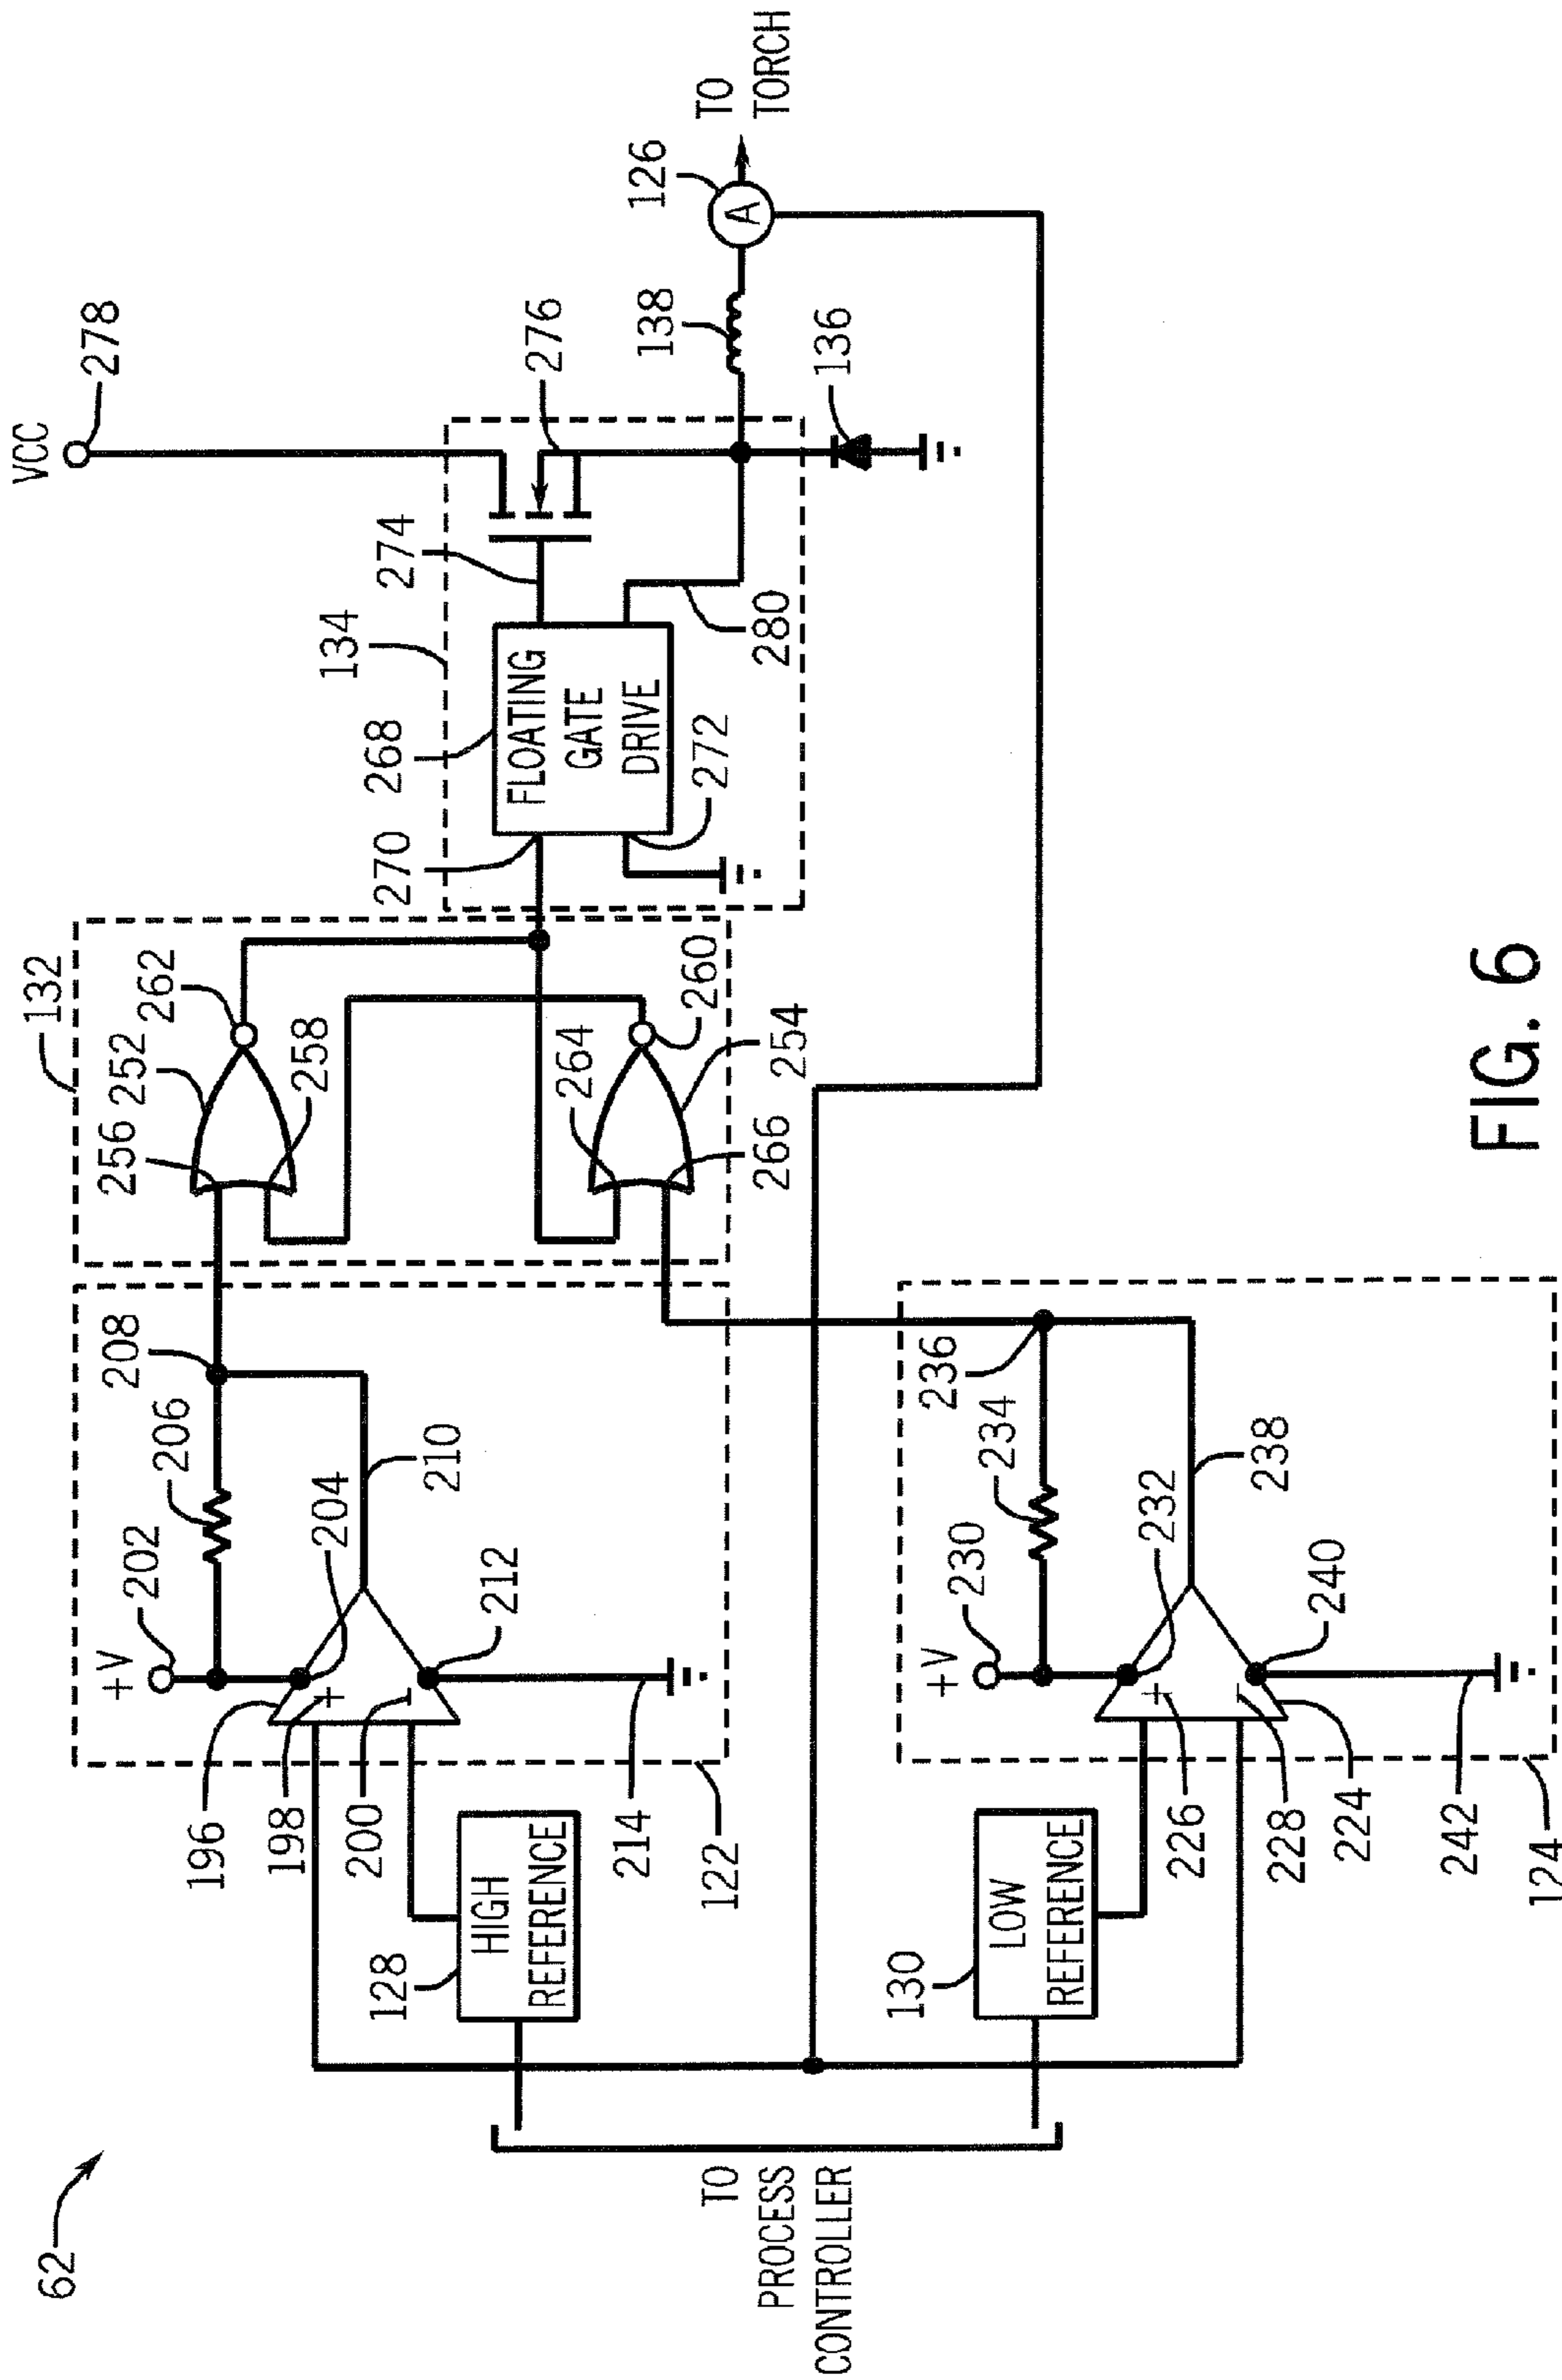 62
VCC
278
TO
TORCH
126
138
276
136
134
274
280
268
FLOATING
GATE
DRIVE
270
272
A
132
262
252
256
258
264
260
254
266
208
206
+V
202
204
210
212
196
198
+
200
-
HIGH
REFERENCE
128
214
122
236
+V
230
234
232
238
240
LOW
REFERENCE
130
+
226
-
228
224
242
124
TO
PROCESS
CONTROLLER
FIG. 6